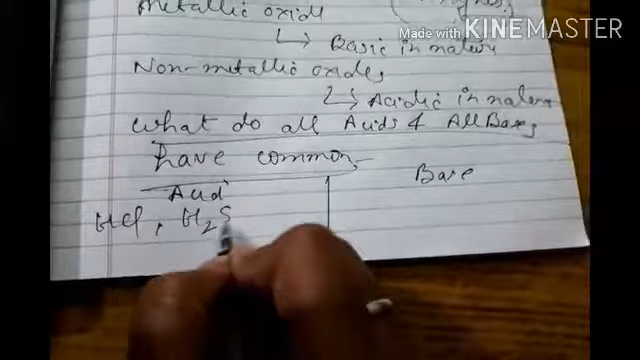 Metallic oxide
Made with KINEMASTER
↳ Basic in nature
Non-metallic oxides
↳ Acidic in nature
What do all Acids & All Bases
have common
Acid
Base
HCl, H2S